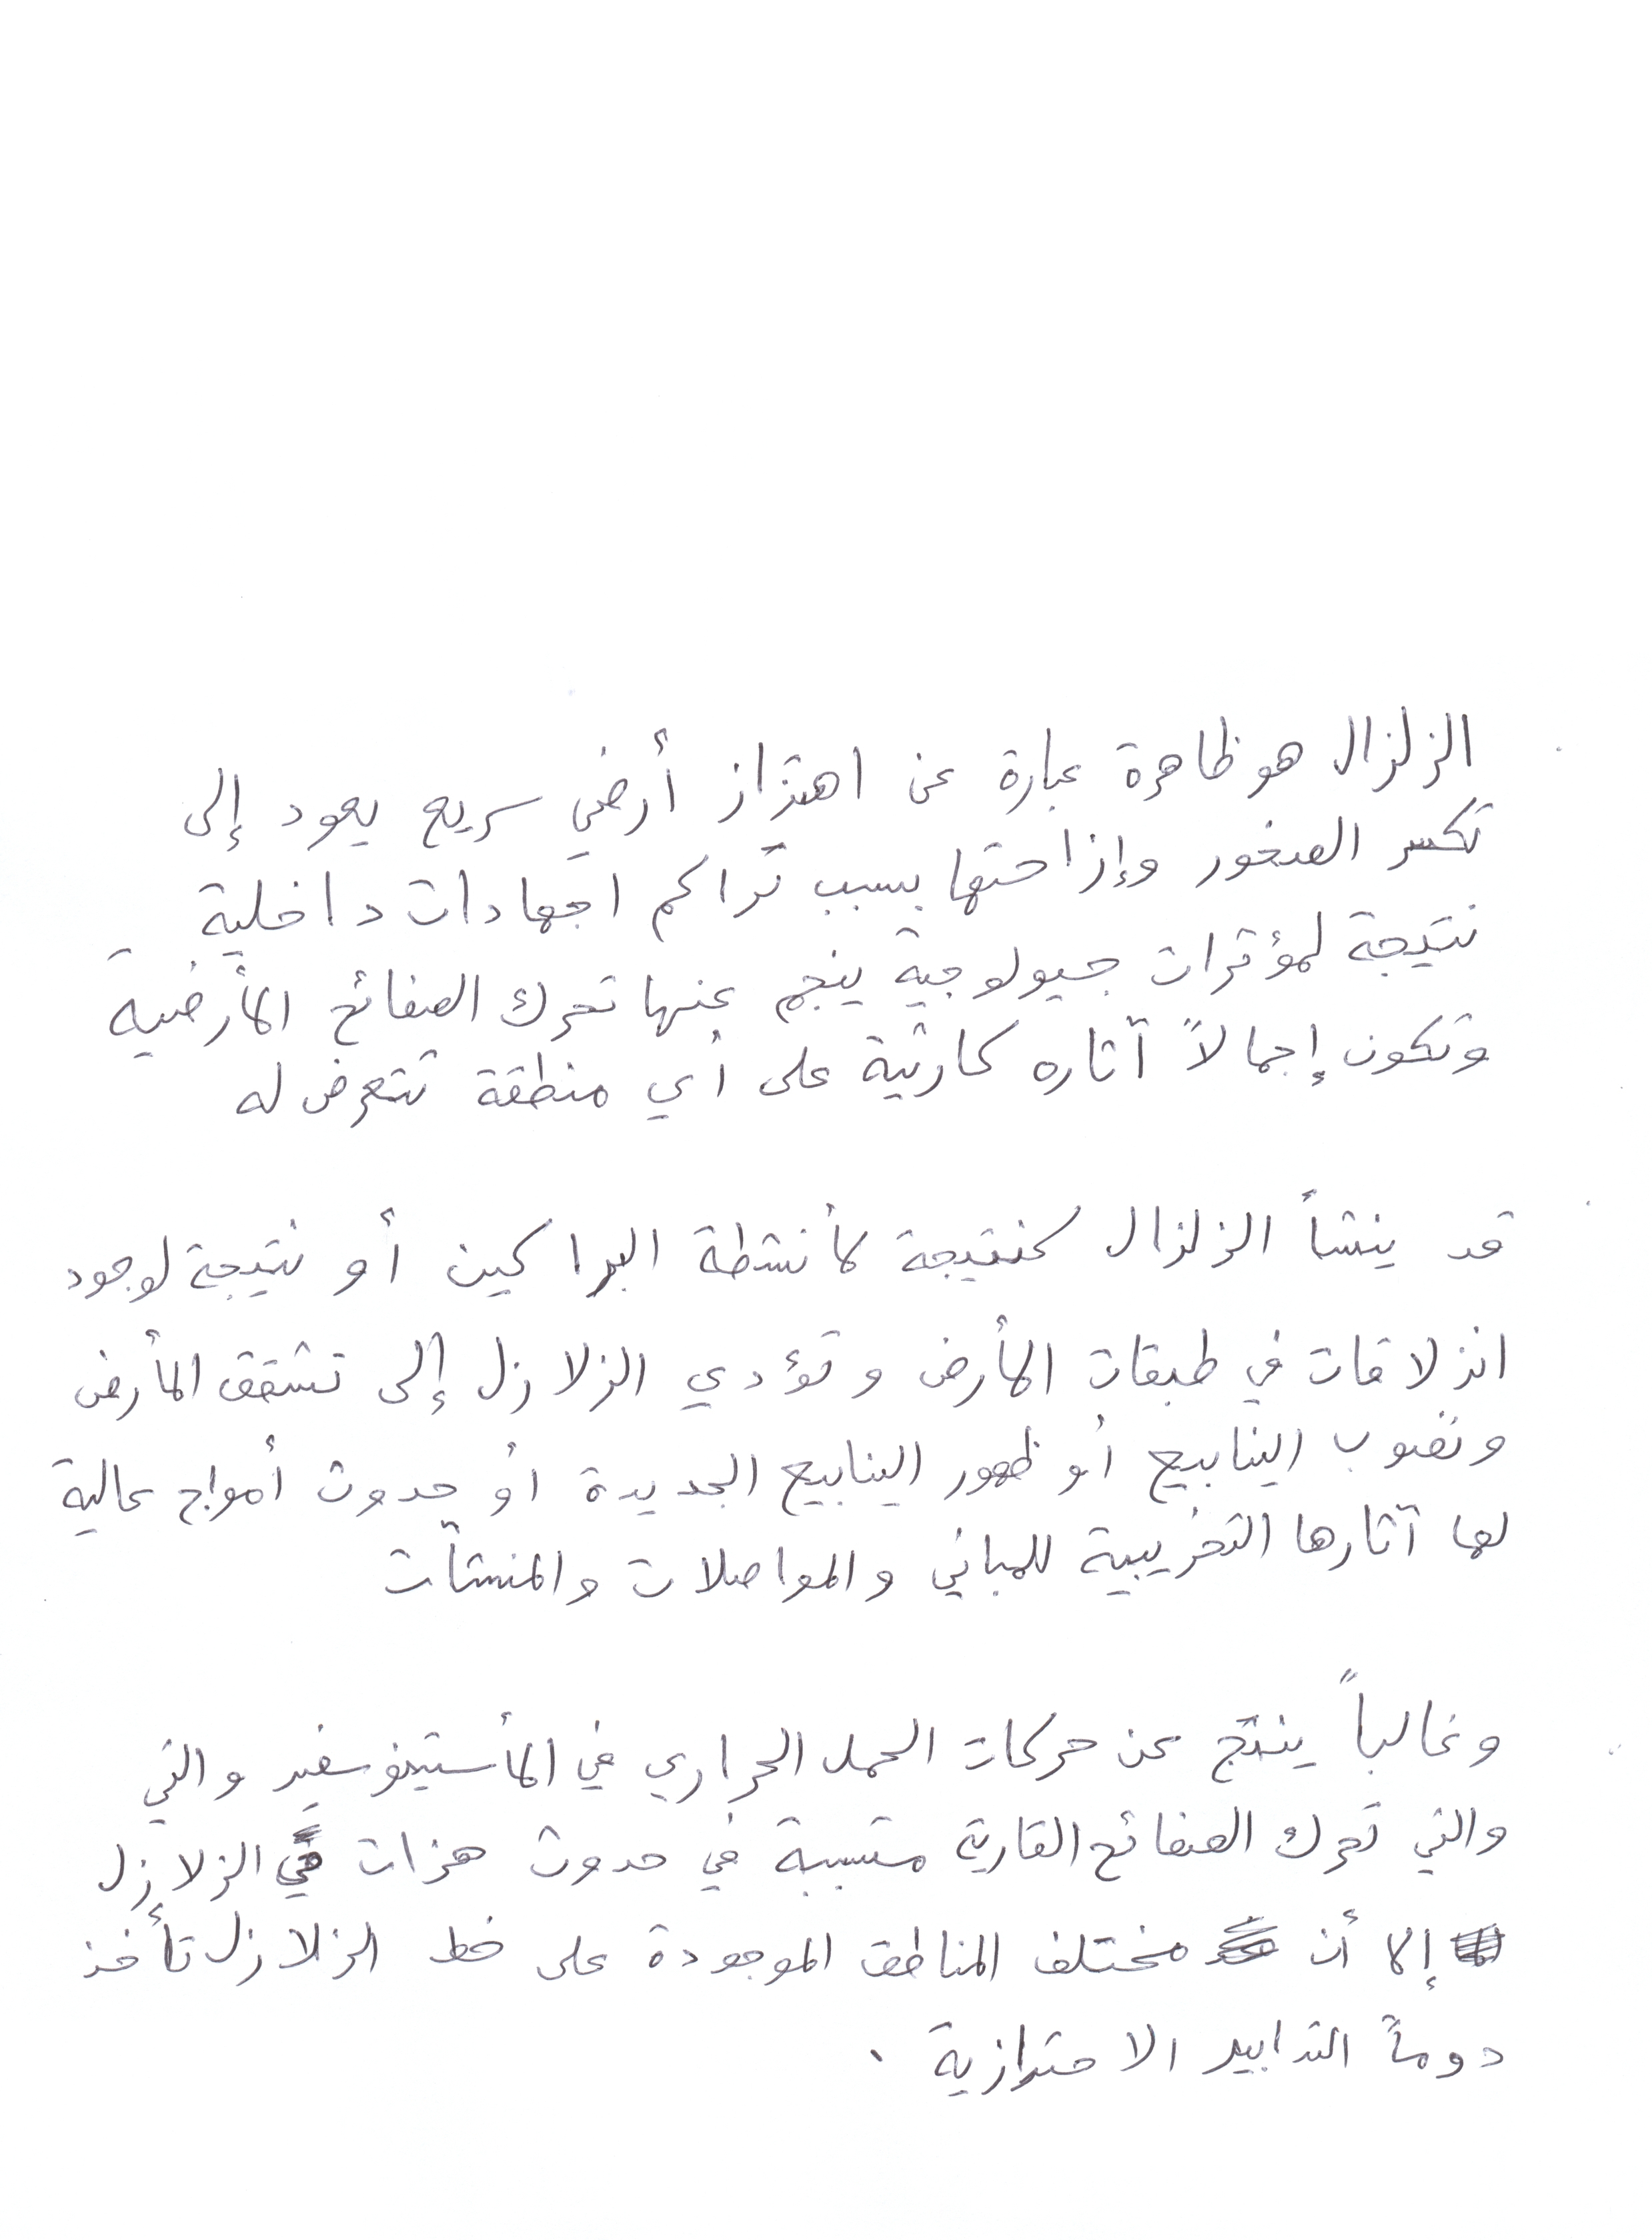 الزلزال هو ظاهرة عبارة عن اهتزاز أرضي سريع يعود إلى
تكسر الصخور وإزاحتها بسبب تراكم اجهادات داخلية
نتيجة لمؤثرات جيولوجية ينجم عنها تحرك الصفائح الأرضية
وتكون إجمالاً آثاره كارثية على أي منطقة تتعرض له
قد ينشأ الزلزال كنتيجة لأنشطة البراكين أو نتيجة لوجود
انزلاقات في طبقات الأرض وتؤدي الزلازل إلى تشقق الأرض
ونضوب الينابيع أو ظهور الينابيع الجديدة أو حدوث أمواج عالية
لها آثارها التخريبية للمباني والمواصلات والمنشآت
وغالباً ينتج عن حركات الحمل الحراري في الأستينوسفير والتي
والتي تحرك الصفائح القارية متسببة في حدوث هزات في الزلازل
إلا أن مختلف المناطق الموجودة على خط الزلازل تأخذ
دوماً التدابير الاحترازية .